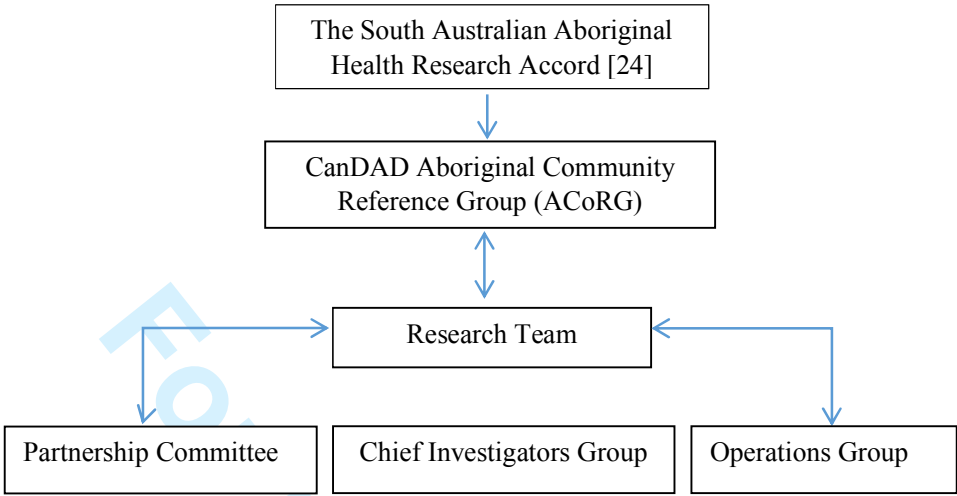 The South Australian Aboriginal
Health Research Accord [24]
CanDAD Aboriginal Community
Reference Group (ACoRG)
Research Team
Partnership Committee
Chief Investigators Group
Operations Group
Fo